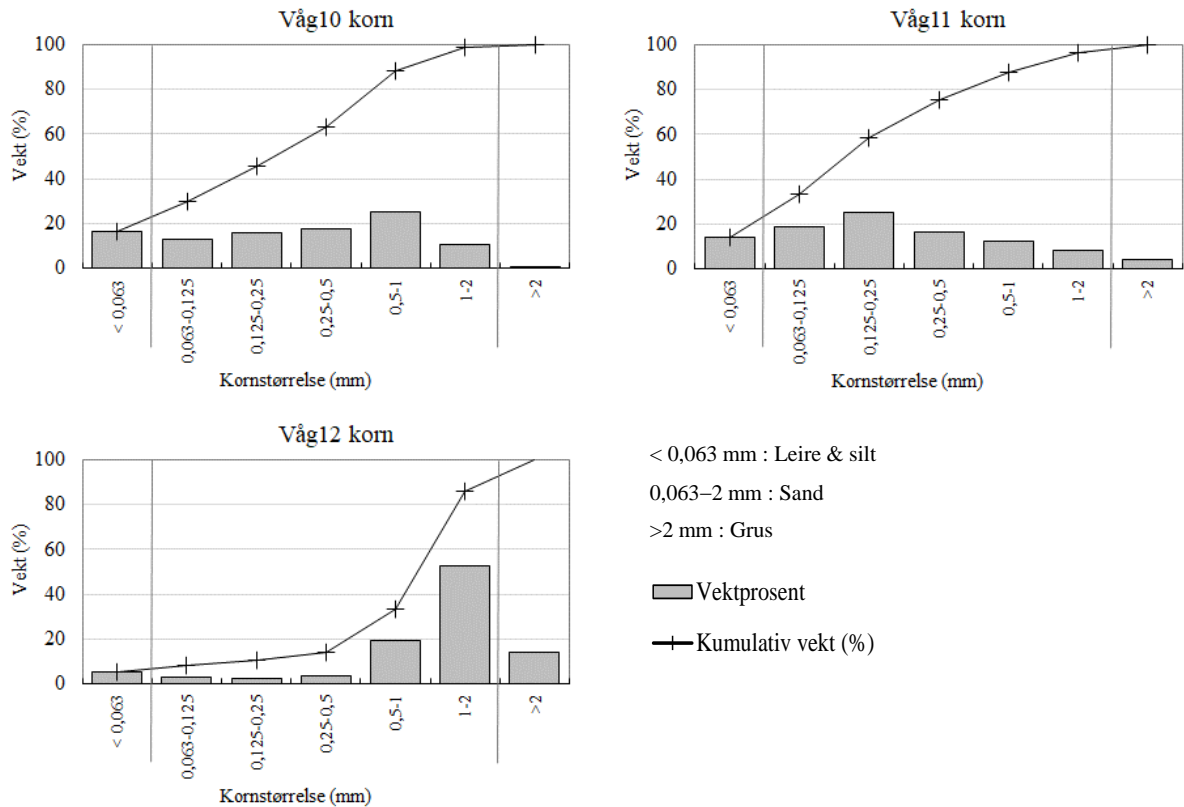 Våg10 korn
100
80
60
40
20
0
Vekt (%)
< 0,063
0,063-0,125
0,125-0,25
0,25-0,5
0,5-1
1-2
>2
Kornstørrelse (mm)
Våg11 korn
100
80
60
40
20
0
Vekt (%)
< 0,063
0,063-0,125
0,125-0,25
0,25-0,5
0,5-1
1-2
>2
Kornstørrelse (mm)
Våg12 korn
100
80
60
40
20
0
Vekt (%)
< 0,063
0,063-0,125
0,125-0,25
0,25-0,5
0,5-1
1-2
>2
Kornstørrelse (mm)
< 0,063 mm : Leire & silt
0,063–2 mm : Sand
>2 mm : Grus
Vektprosent
Kumulativ vekt (%)